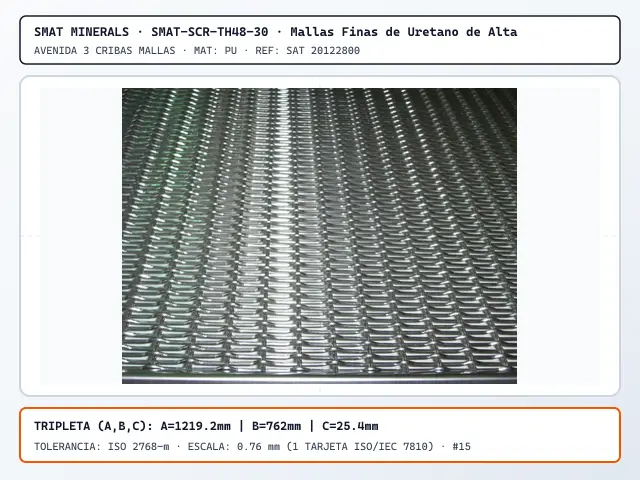 SMAT MINERALS · SMAT-SCR-TH48-30 · Mallas Finas de Uretano de Alta
AVENIDA 3 CRIBAS MALLAS · MAT: PU · REF: SAT 20122800
TRIPLETA (A,B,C): A=1219.2mm | B=762mm | C=25.4mm
TOLERANCIA: ISO 2768-m · ESCALA: 0.76 mm (1 TARJETA ISO/IEC 7810) · #15